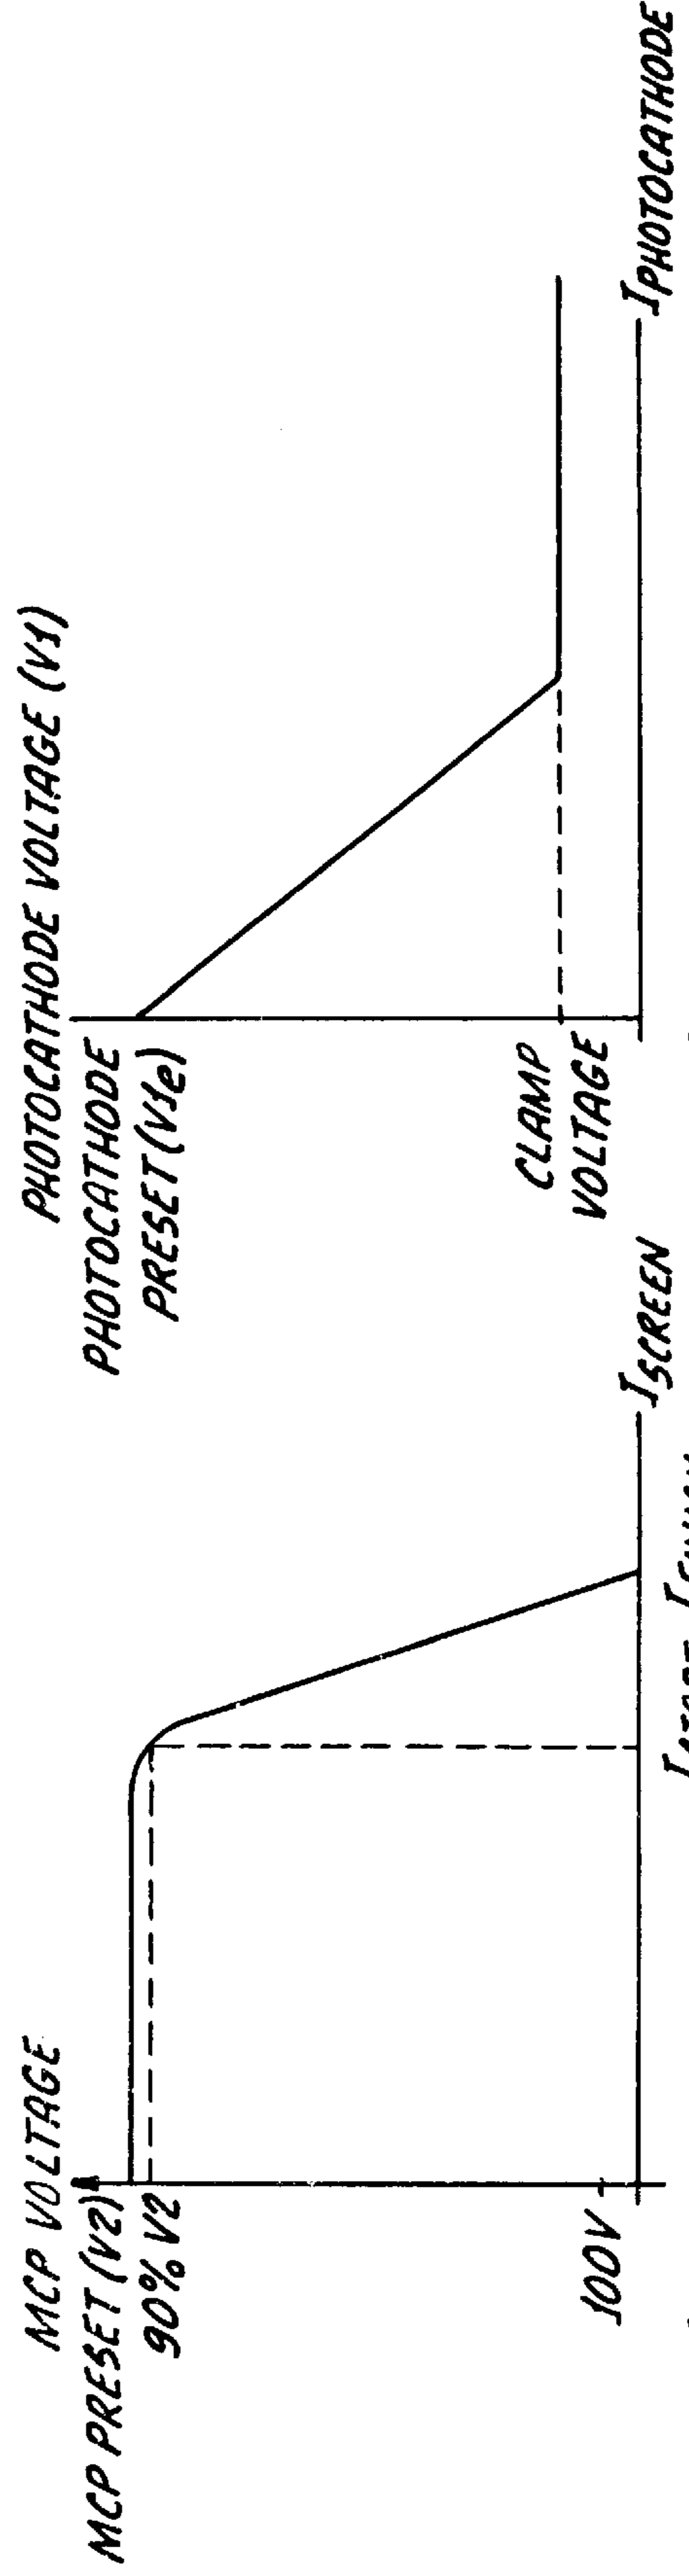 MCP VOLTAGE
MCP PRESET (V2)
90% V2
100V
ISCREEN
PHOTOCATHODE VOLTAGE (V1)
PHOTOCATHODE
PRESET (V1e)
CLAMP
VOLTAGE
IPHOTOCATHODE